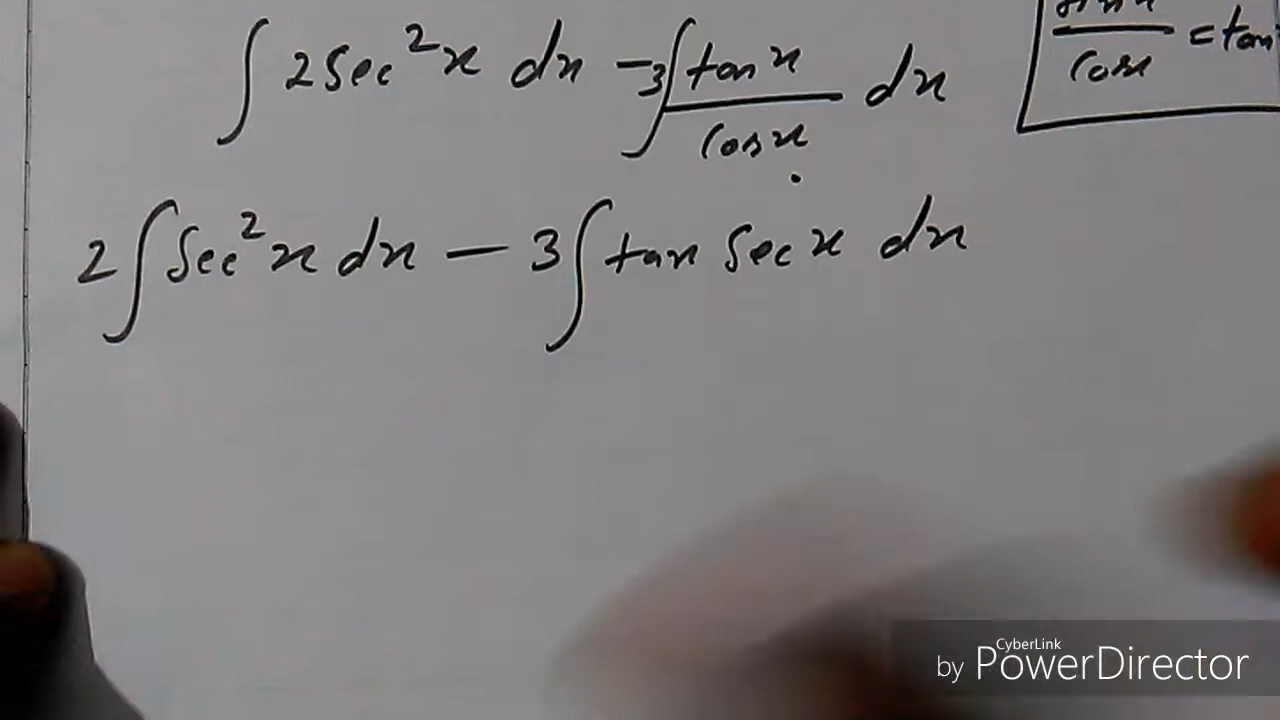 ∫ 2 Sec²x dx - 3∫ tan x / Cos x dx
sin x / Cos x = tan
2 ∫ Sec²x dx - 3 ∫ tan x Sec x dx
CyberLink
by PowerDirector